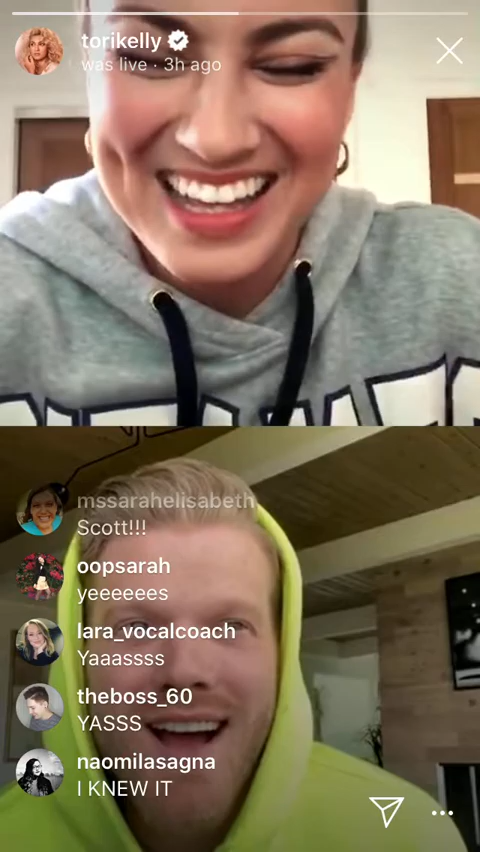 torikelly
was live · 3h ago
mssarahelisabeth
Scott!!!
oopsarah
yeeeeees
lara_vocalcoach
Yaaassss
theboss_60
YASSS
naomilasagna
I KNEW IT